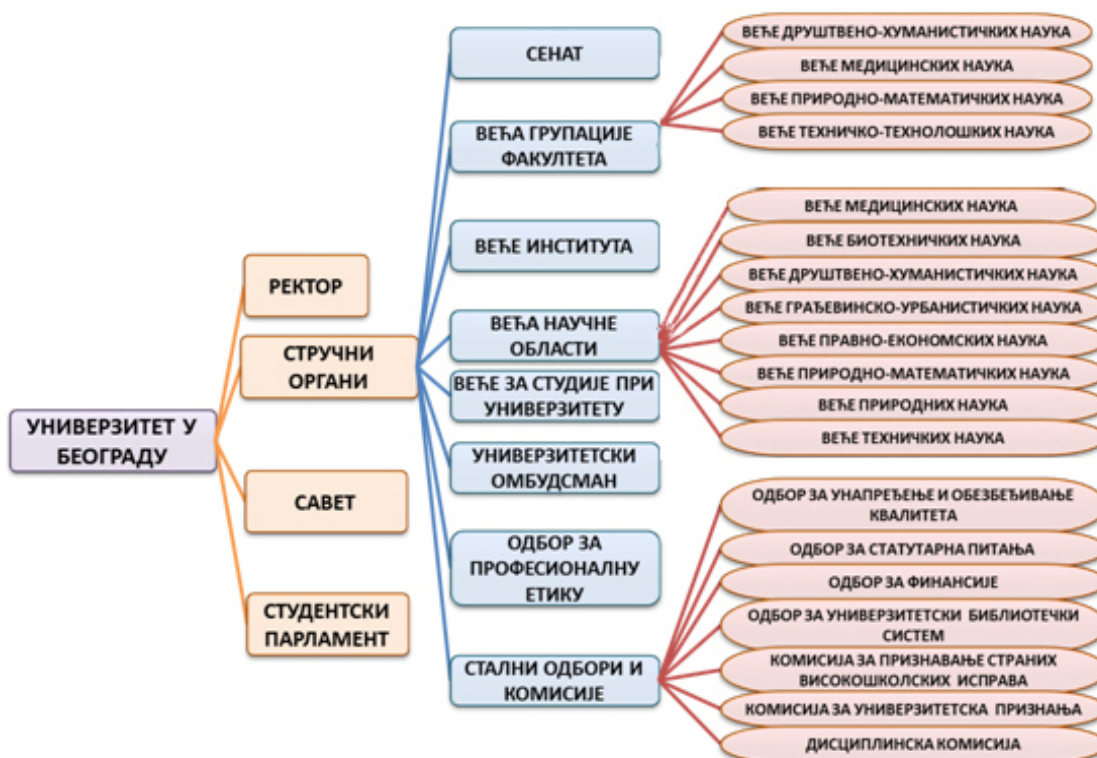 УНИВЕРЗИТЕТ У
БЕОГРАДУ
РЕКТОР
СТРУЧНИ
ОРГАНИ
САВЕТ
СТУДЕНТСКИ
ПАРЛАМЕНТ
СЕНАТ
ВЕЋА ГРУПАЦИЈЕ
ФАКУЛТЕТА
ВЕЋЕ ИНСТИТУТА
ВЕЋА НАУЧНЕ
ОБЛАСТИ
ВЕЋЕ ЗА СТУДИЈЕ ПРИ
УНИВЕРЗИТЕТУ
УНИВЕРЗИТЕТСКИ
ОМБУДСМАН
ОДБОР ЗА
ПРОФЕСИОНАЛНУ
ЕТИКУ
СТАЛНИ ОДБОРИ И
КОМИСИЈЕ
ВЕЋЕ ДРУШТВЕНО-ХУМАНИСТИЧКИХ НАУКА
ВЕЋЕ МЕДИЦИНСКИХ НАУКА
ВЕЋЕ ПРИРОДНО-МАТЕМАТИЧКИХ НАУКА
ВЕЋЕ ТЕХНИЧКО-ТЕХНОЛОШКИХ НАУКА
ВЕЋЕ МЕДИЦИНСКИХ НАУКА
ВЕЋЕ БИОТЕХНИЧКИХ НАУКА
ВЕЋЕ ДРУШТВЕНО-ХУМАНИСТИЧКИХ НАУКА
ВЕЋЕ ГРАЂЕВИНСКО-УРБАНИСТИЧКИХ НАУКА
ВЕЋЕ ПРАВНО-ЕКОНОМСКИХ НАУКА
ВЕЋЕ ПРИРОДНО-МАТЕМАТИЧКИХ НАУКА
ВЕЋЕ ПРИРОДНИХ НАУКА
ВЕЋЕ ТЕХНИЧКИХ НАУКА
ОДБОР ЗА УНАПРЕЂЕЊЕ И ОБЕЗБЕЂИВАЊЕ
КВАЛИТЕТА
ОДБОР ЗА СТАТУТАРНА ПИТАЊА
ОДБОР ЗА ФИНАНСИЈЕ
ОДБОР ЗА УНИВЕРЗИТЕТСКИ БИБЛИОТЕЧКИ
СИСТЕМ
КОМИСИЈА ЗА ПРИЗНАВАЊЕ СТРАНИХ
ВИСОКОШКОЛСКИХ ИСПРАВА
КОМИСИЈА ЗА УНИВЕРЗИТЕТСКА ПРИЗНАЊА
ДИСЦИПЛИНСКА КОМИСИЈА